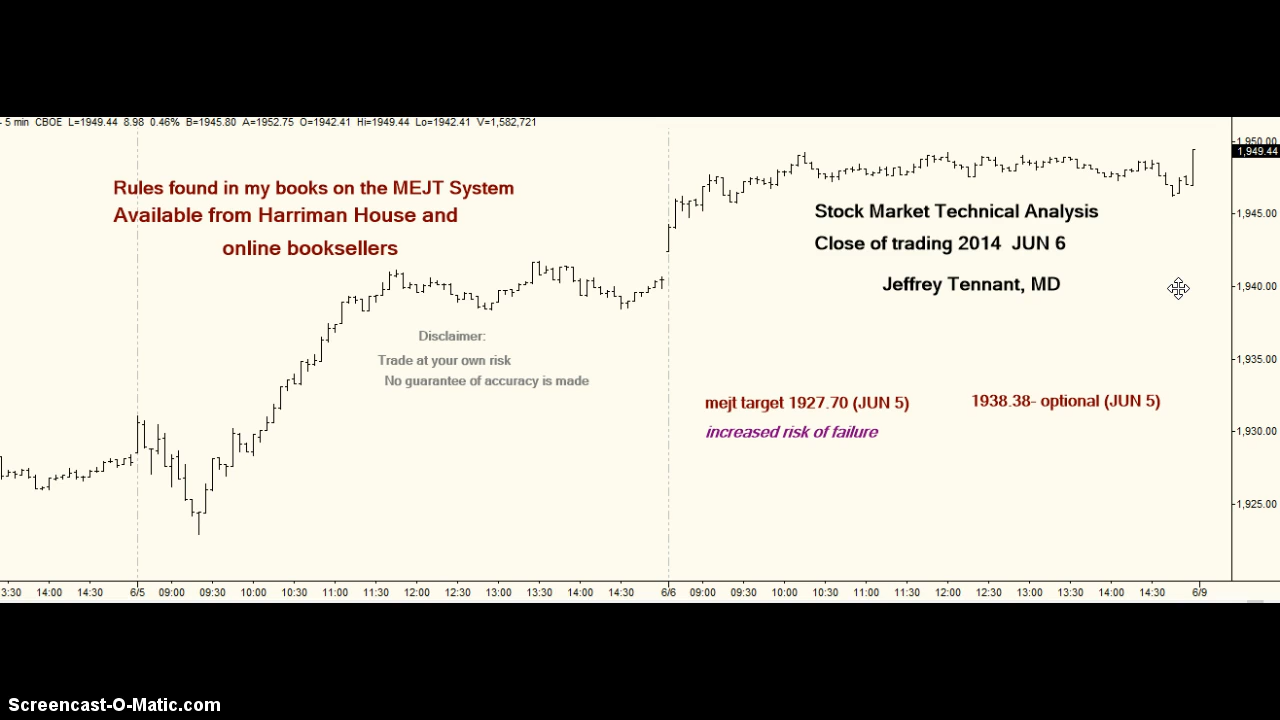 - 5 min  CBOE  L=1949.44  8.98  0.46%  B=1945.80  A=1952.75  O=1942.41  Hi=1949.44  Lo=1942.41  V=1,582,721
1,950.00
1,949.44
Rules found in my books on the MEJT System
Available from Harriman House and
online booksellers
Stock Market Technical Analysis
1,945.00
Close of trading 2014  JUN 6
Jeffrey Tennant, MD
1,940.00
Disclaimer:
Trade at your own risk
1,935.00
No guarantee of accuracy is made
mejt target 1927.70 (JUN 5)
1938.38- optional (JUN 5)
increased risk of failure
1,930.00
1,925.00
3:30 14:00 14:30 6/5 09:00 09:30 10:00 10:30 11:00 11:30 12:00 12:30 13:00 13:30 14:00 14:30 6/6 09:00 09:30 10:00 10:30 11:00 11:30 12:00 12:30 13:00 13:30 14:00 14:30 6/9
Screencast-O-Matic.com